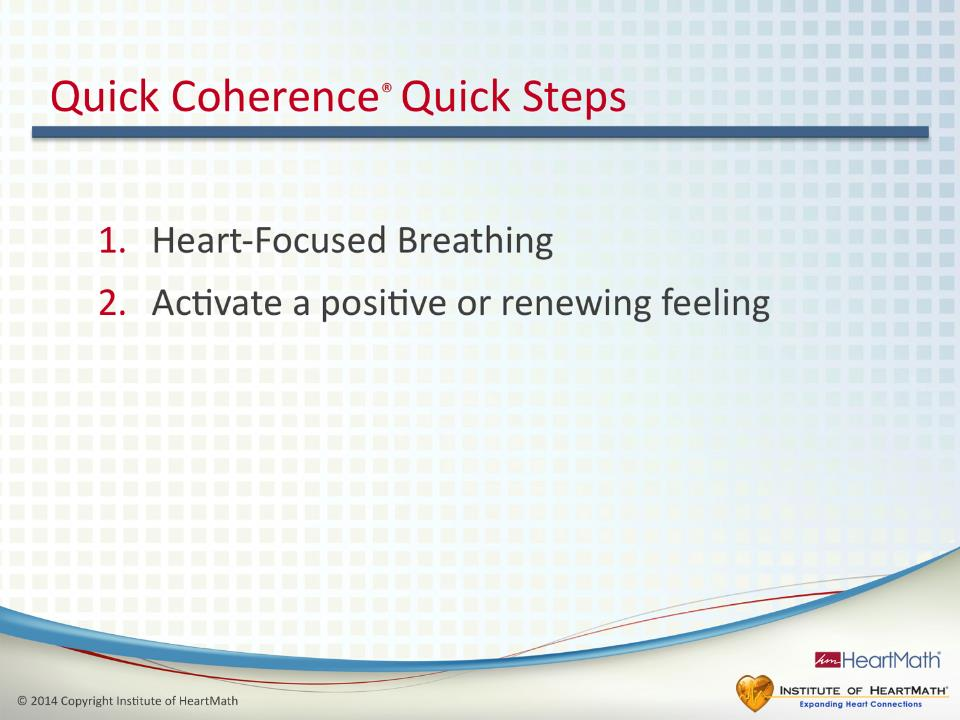 Quick Coherence® Quick Steps
1. Heart-Focused Breathing
2. Activate a positive or renewing feeling
hm HeartMath®
© 2014 Copyright Institute of HeartMath
INSTITUTE OF HEARTMATH®
Expanding Heart Connections